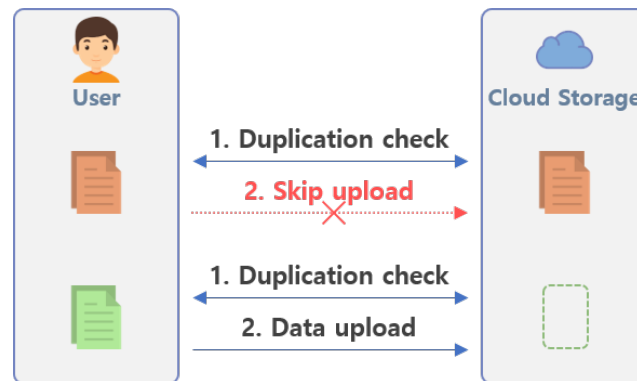 User
Cloud Storage
1. Duplication check
2. Skip upload
1. Duplication check
2. Data upload